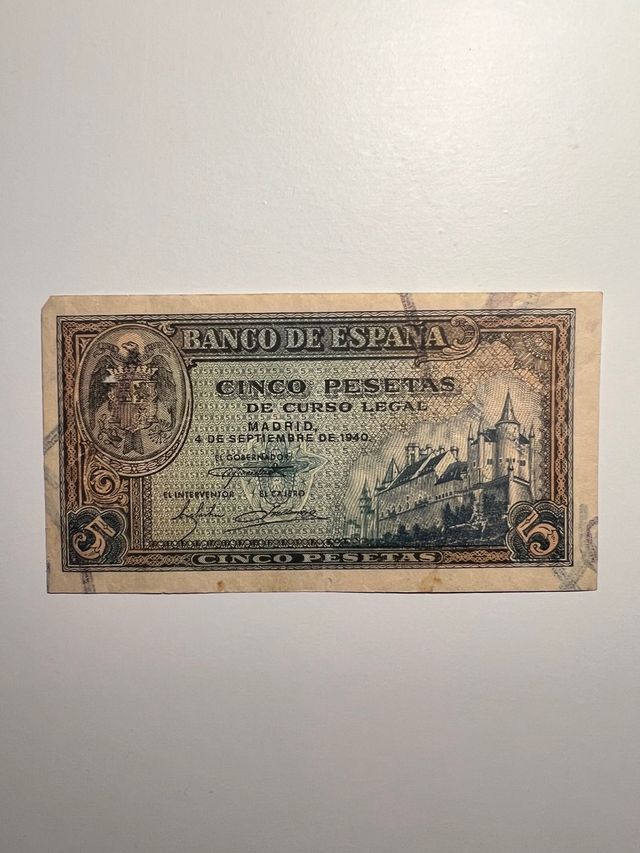 BANCO DE ESPAÑA
CINCO PESETAS
DE CURSO LEGAL
MADRID,
4 DE SEPTIEMBRE DE 1940.
EL GOBERNADOR
EL INTERVENTOR EL CAJERO
5 5
CINCO PESETAS